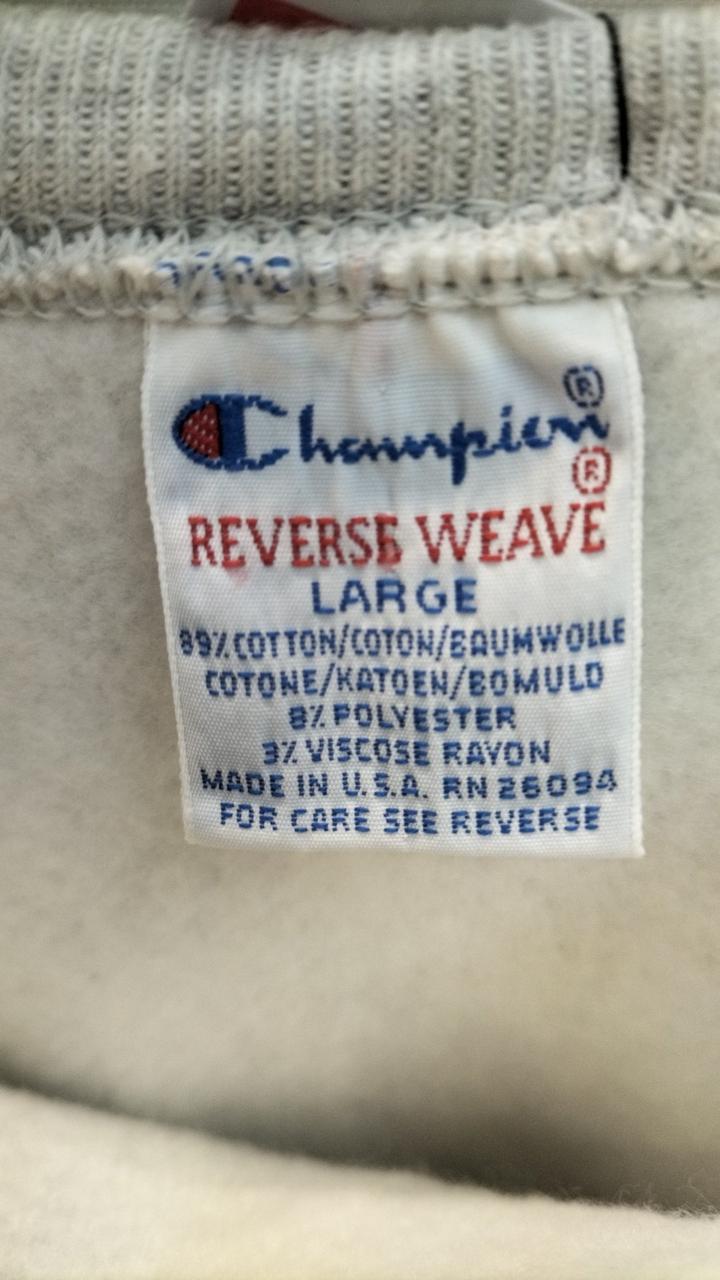 Champion®
REVERSE WEAVE®
LARGE
89% COTTON/COTON/BAUMWOLLE
COTONE/KATOEN/BOMULD
8% POLYESTER
3% VISCOSE RAYON
MADE IN U.S.A. RN 26094
FOR CARE SEE REVERSE